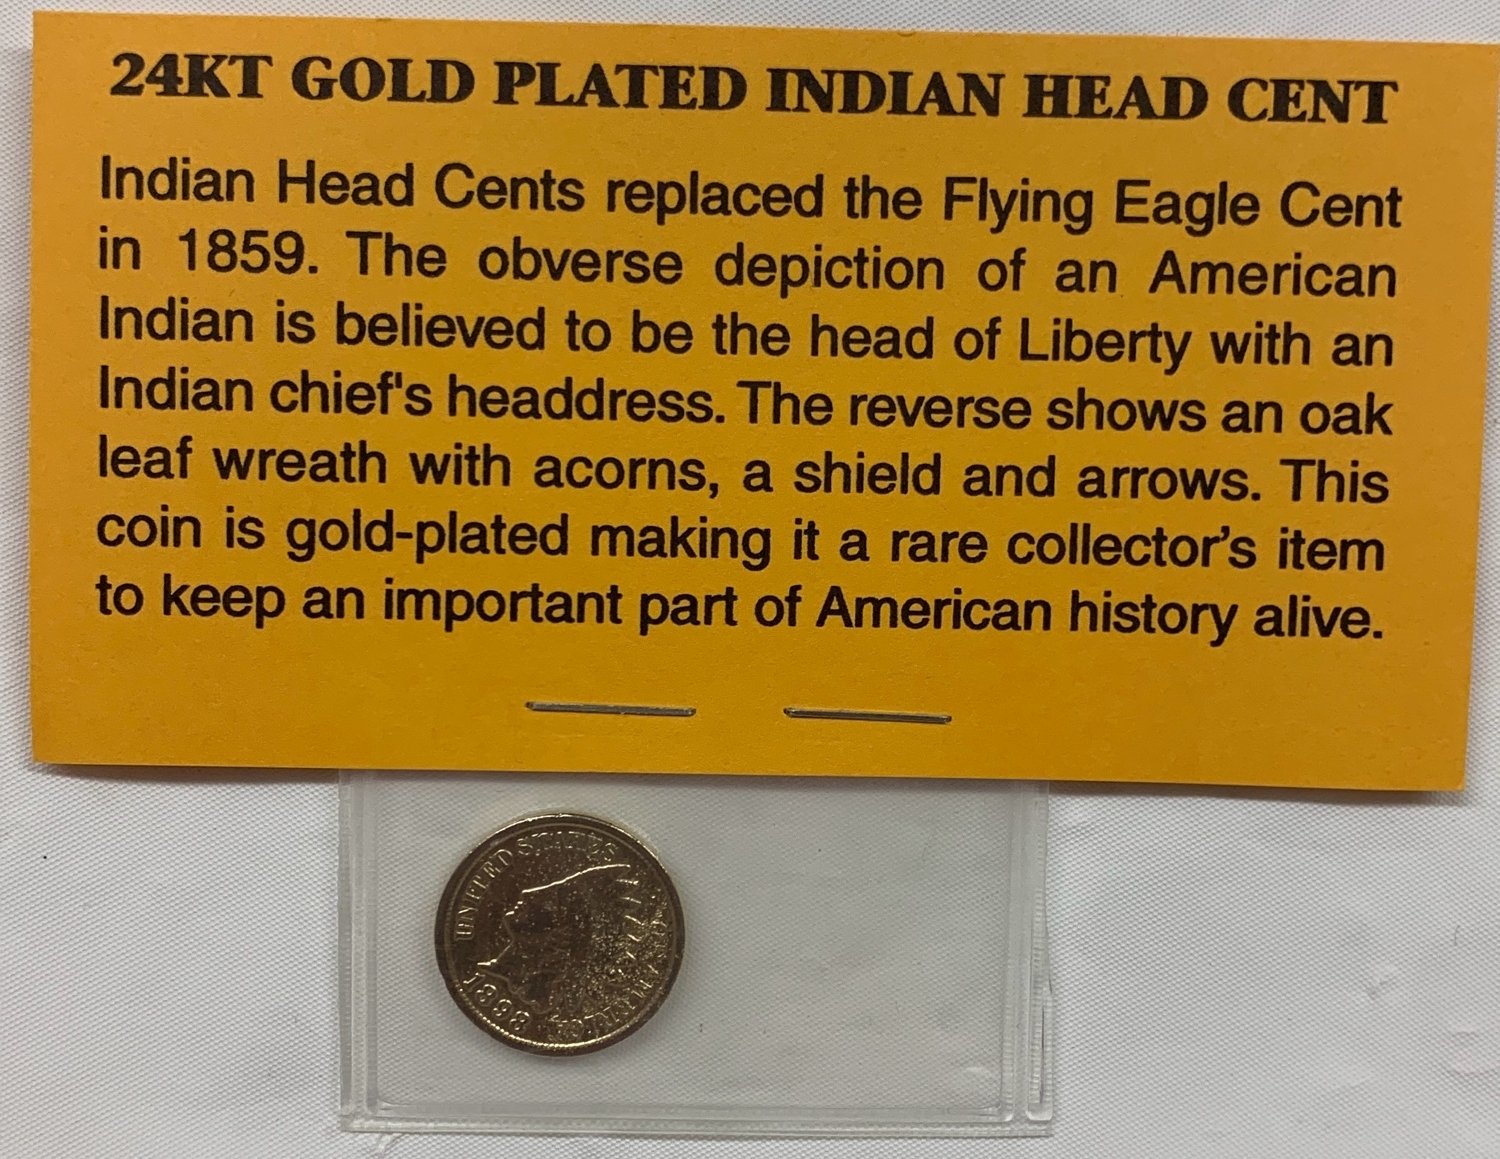 24KT GOLD PLATED INDIAN HEAD CENT
Indian Head Cents replaced the Flying Eagle Cent
in 1859. The obverse depiction of an American
Indian is believed to be the head of Liberty with an
Indian chief's headdress. The reverse shows an oak
leaf wreath with acorns, a shield and arrows. This
coin is gold-plated making it a rare collector’s item
to keep an important part of American history alive.
UNITED STATES
OF AMERICA
1898